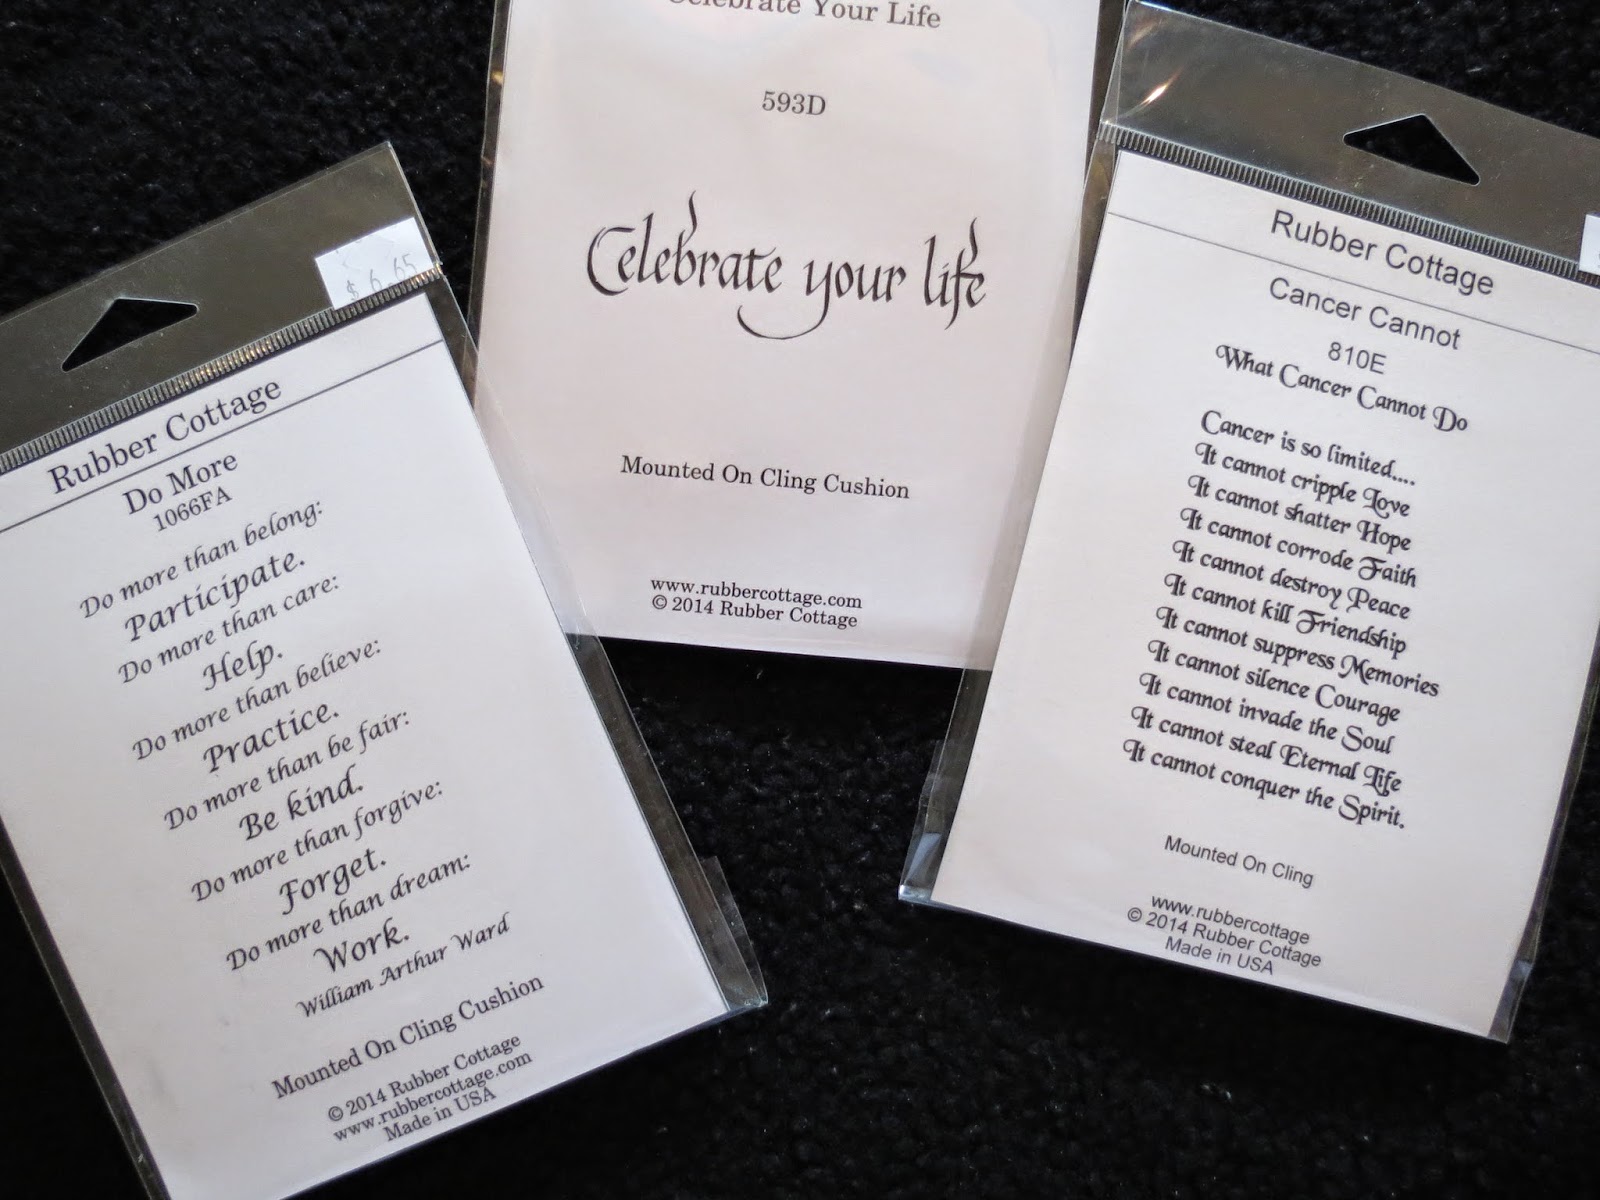 $6.65
Rubber Cottage
Do More
1066FA
Do more than belong:
Participate.
Do more than care:
Help.
Do more than believe:
Practice.
Do more than be fair:
Be kind.
Do more than forgive:
Forget.
Do more than dream:
Work.
William Arthur Ward
Mounted On Cling Cushion
© 2014 Rubber Cottage
www.rubbercottage.com
Made in USA
Celebrate Your Life
593D
Celebrate your life
Mounted On Cling Cushion
www.rubbercottage.com
© 2014 Rubber Cottage
Rubber Cottage
Cancer Cannot
810E
What Cancer Cannot Do
Cancer is so limited....
It cannot cripple Love
It cannot shatter Hope
It cannot corrode Faith
It cannot destroy Peace
It cannot kill Friendship
It cannot suppress Memories
It cannot silence Courage
It cannot invade the Soul
It cannot steal Eternal Life
It cannot conquer the Spirit.
Mounted On Cling
www.rubbercottage
© 2014 Rubber Cottage
Made in USA